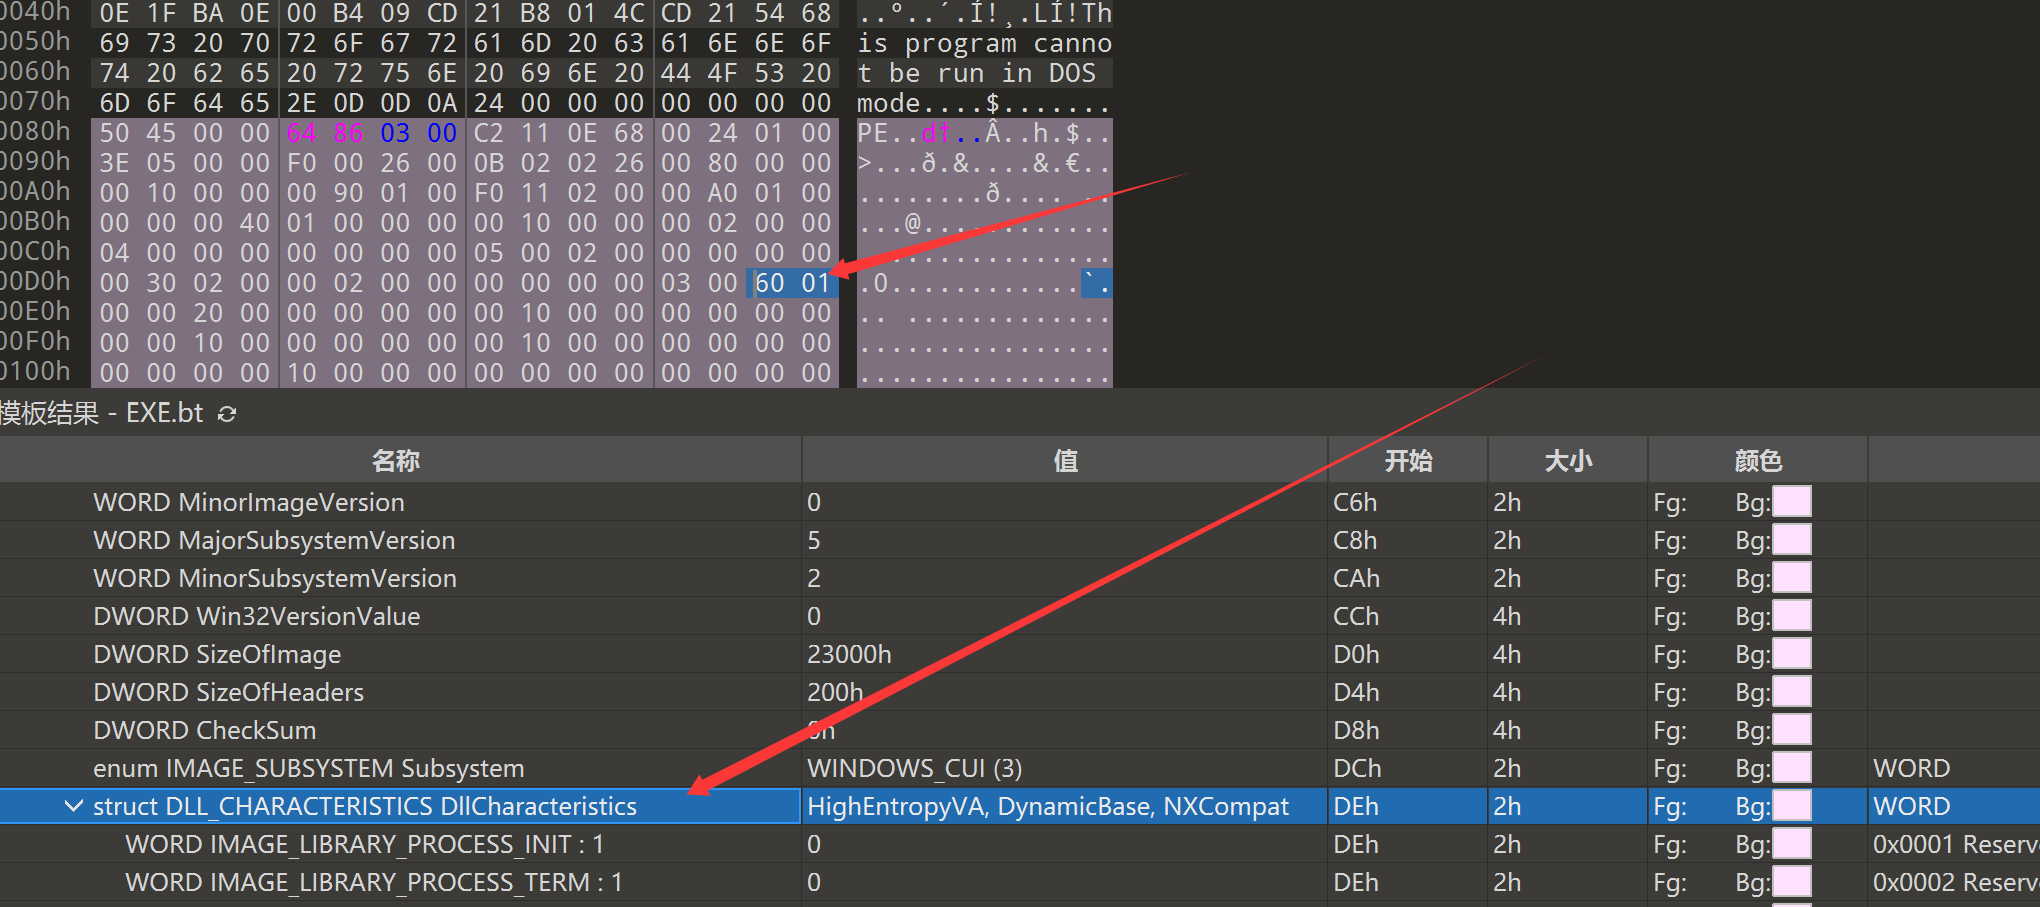 0040h 0E 1F BA 0E 00 B4 09 CD 21 B8 01 4C CD 21 54 68 ..º..´.Í!¸.LÍ!Th
0050h 69 73 20 70 72 6F 67 72 61 6D 20 63 61 6E 6E 6F is program canno
0060h 74 20 62 65 20 72 75 6E 20 69 6E 20 44 4F 53 20 t be run in DOS
0070h 6D 6F 64 65 2E 0D 0D 0A 24 00 00 00 00 00 00 00 mode....$.......
0080h 50 45 00 00 64 86 03 00 C2 11 0E 68 00 24 01 00 PE..d†..Â..h.$..
0090h 3E 05 00 00 F0 00 26 00 0B 02 02 26 00 80 00 00 >...ð.&....&.€..
00A0h 00 10 00 00 00 90 01 00 F0 11 02 00 00 A0 01 00 ........ð.... ..
00B0h 00 00 00 40 01 00 00 00 00 10 00 00 00 02 00 00 ...@............
00C0h 04 00 00 00 00 00 00 00 05 00 02 00 00 00 00 00 ................
00D0h 00 30 02 00 00 02 00 00 00 00 00 00 03 00 60 01 .0............`.
00E0h 00 00 20 00 00 00 00 00 00 10 00 00 00 00 00 00 .. .............
00F0h 00 00 10 00 00 00 00 00 00 10 00 00 00 00 00 00 ................
0100h 00 00 00 00 10 00 00 00 00 00 00 00 00 00 00 00 ................
模板结果 - EXE.bt
名称 值 开始 大小 颜色
WORD MinorImageVersion 0 C6h 2h Fg: Bg:
WORD MajorSubsystemVersion 5 C8h 2h Fg: Bg:
WORD MinorSubsystemVersion 2 CAh 2h Fg: Bg:
DWORD Win32VersionValue 0 CCh 4h Fg: Bg:
DWORD SizeOfImage 23000h D0h 4h Fg: Bg:
DWORD SizeOfHeaders 200h D4h 4h Fg: Bg:
DWORD CheckSum 0h D8h 4h Fg: Bg:
enum IMAGE_SUBSYSTEM Subsystem WINDOWS_CUI (3) DCh 2h Fg: Bg: WORD
struct DLL_CHARACTERISTICS DllCharacteristics HighEntropyVA, DynamicBase, NXCompat DEh 2h Fg: Bg: WORD
WORD IMAGE_LIBRARY_PROCESS_INIT : 1 0 DEh 2h Fg: Bg: 0x0001 Reserv
WORD IMAGE_LIBRARY_PROCESS_TERM : 1 0 DEh 2h Fg: Bg: 0x0002 Reserv